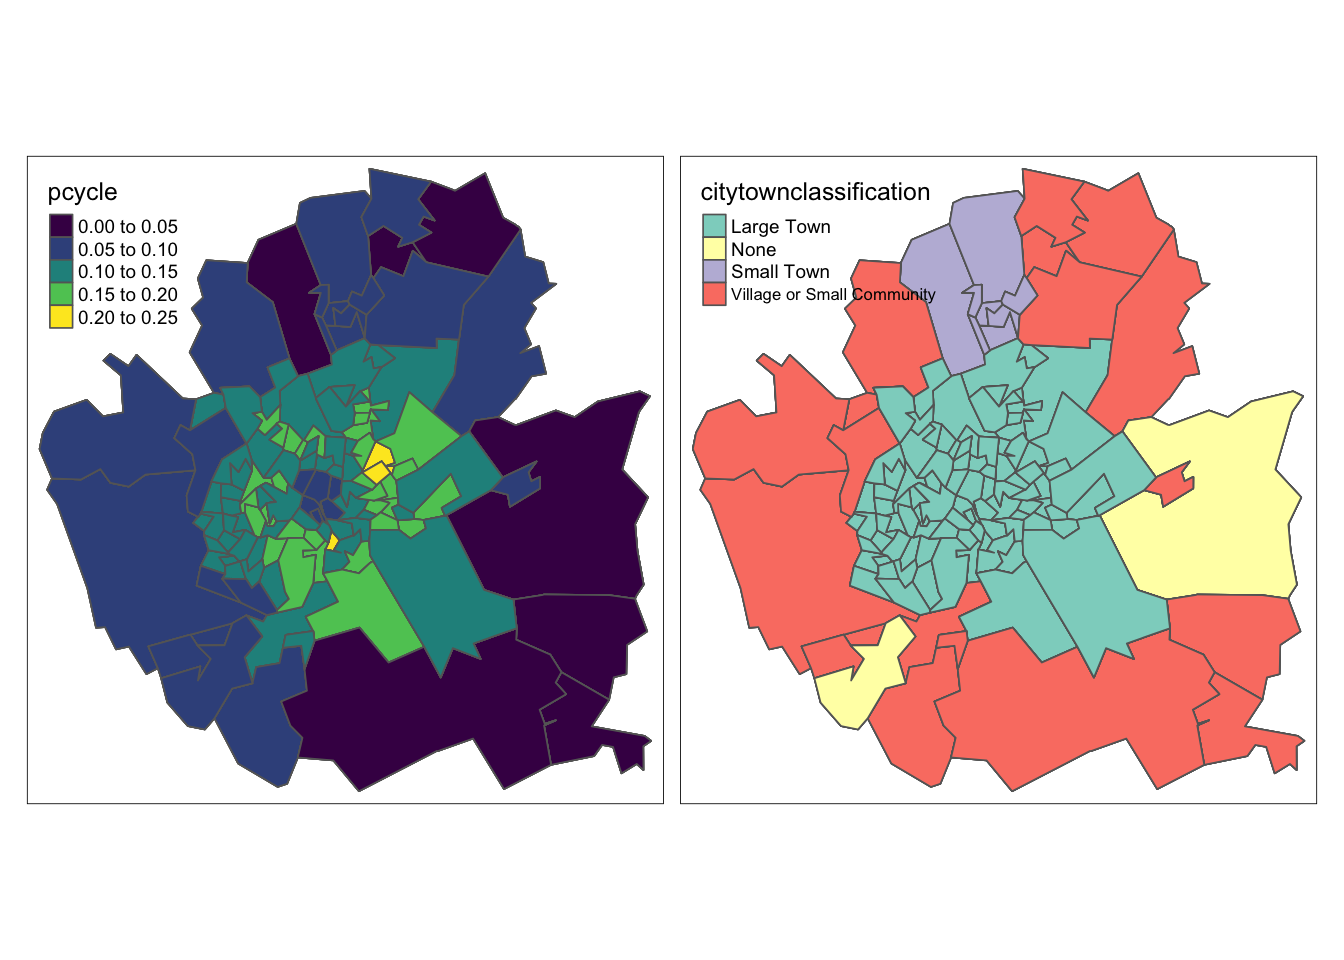 pcycle
0.00 to 0.05
0.05 to 0.10
0.10 to 0.15
0.15 to 0.20
0.20 to 0.25
citytownclassification
Large Town
None
Small Town
Village or Small Community